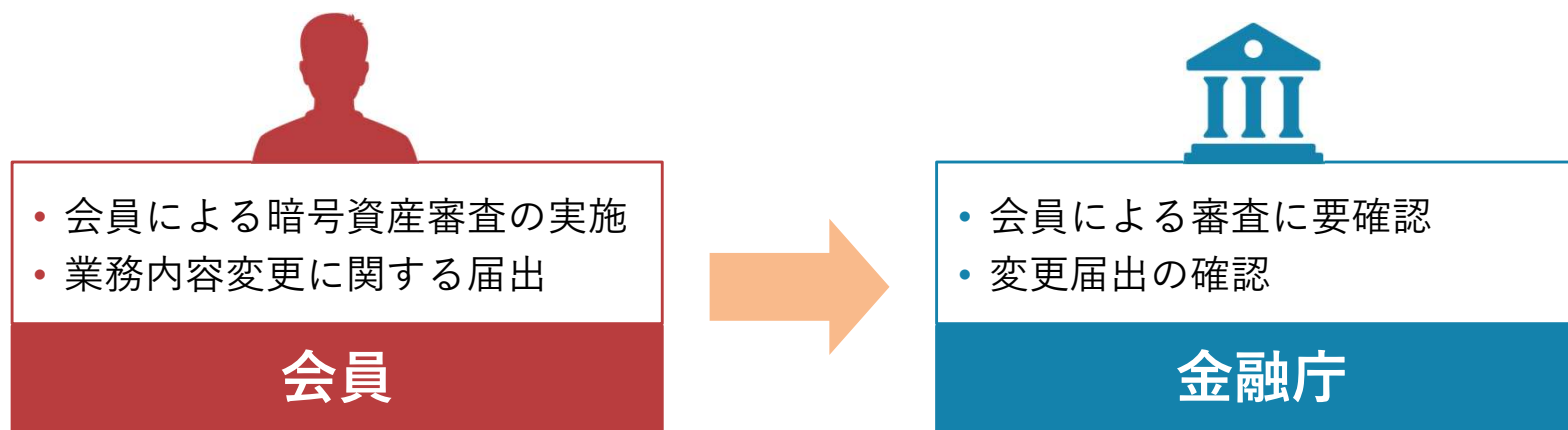 • 会員による暗号資産審査の実施
• 業務内容変更に関する届出
会員
• 会員による審査に要確認
• 変更届出の確認
金融庁